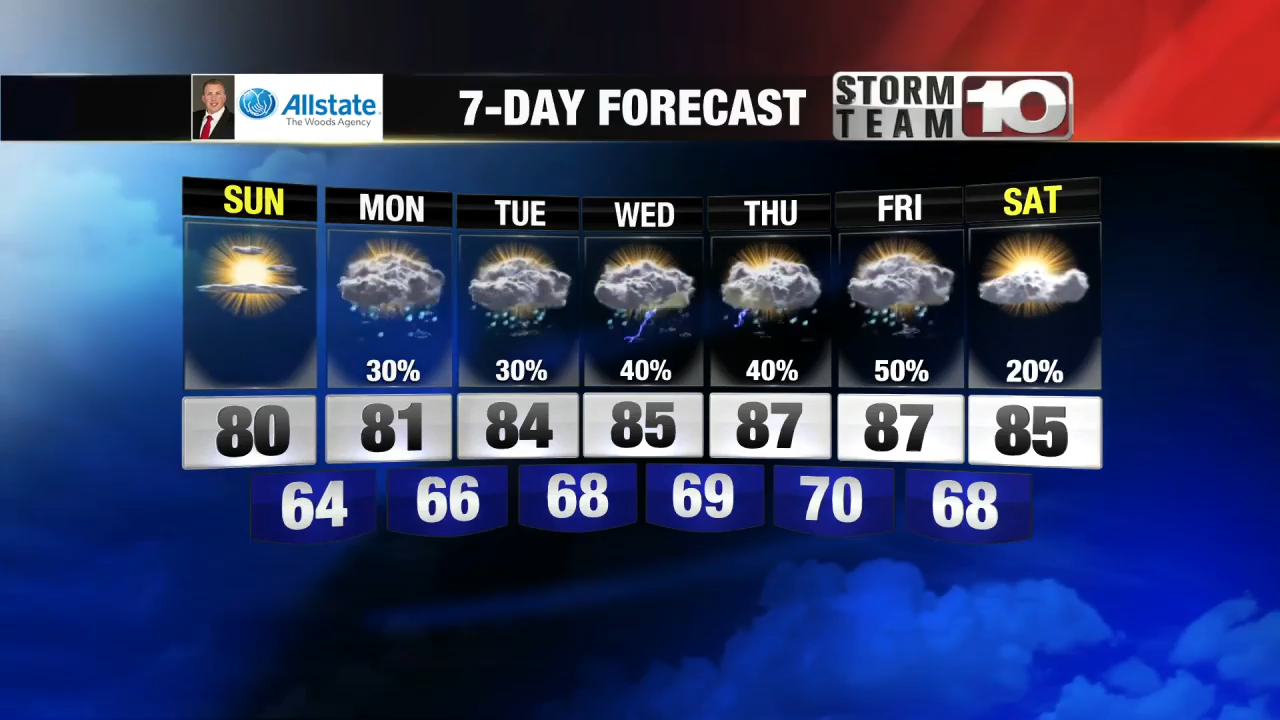 Allstate.
The Woods Agency
7-DAY FORECAST
STORM
TEAM
10
SUN MON TUE WED THU FRI SAT
30% 30% 40% 40% 50% 20%
80 81 84 85 87 87 85
64 66 68 69 70 68